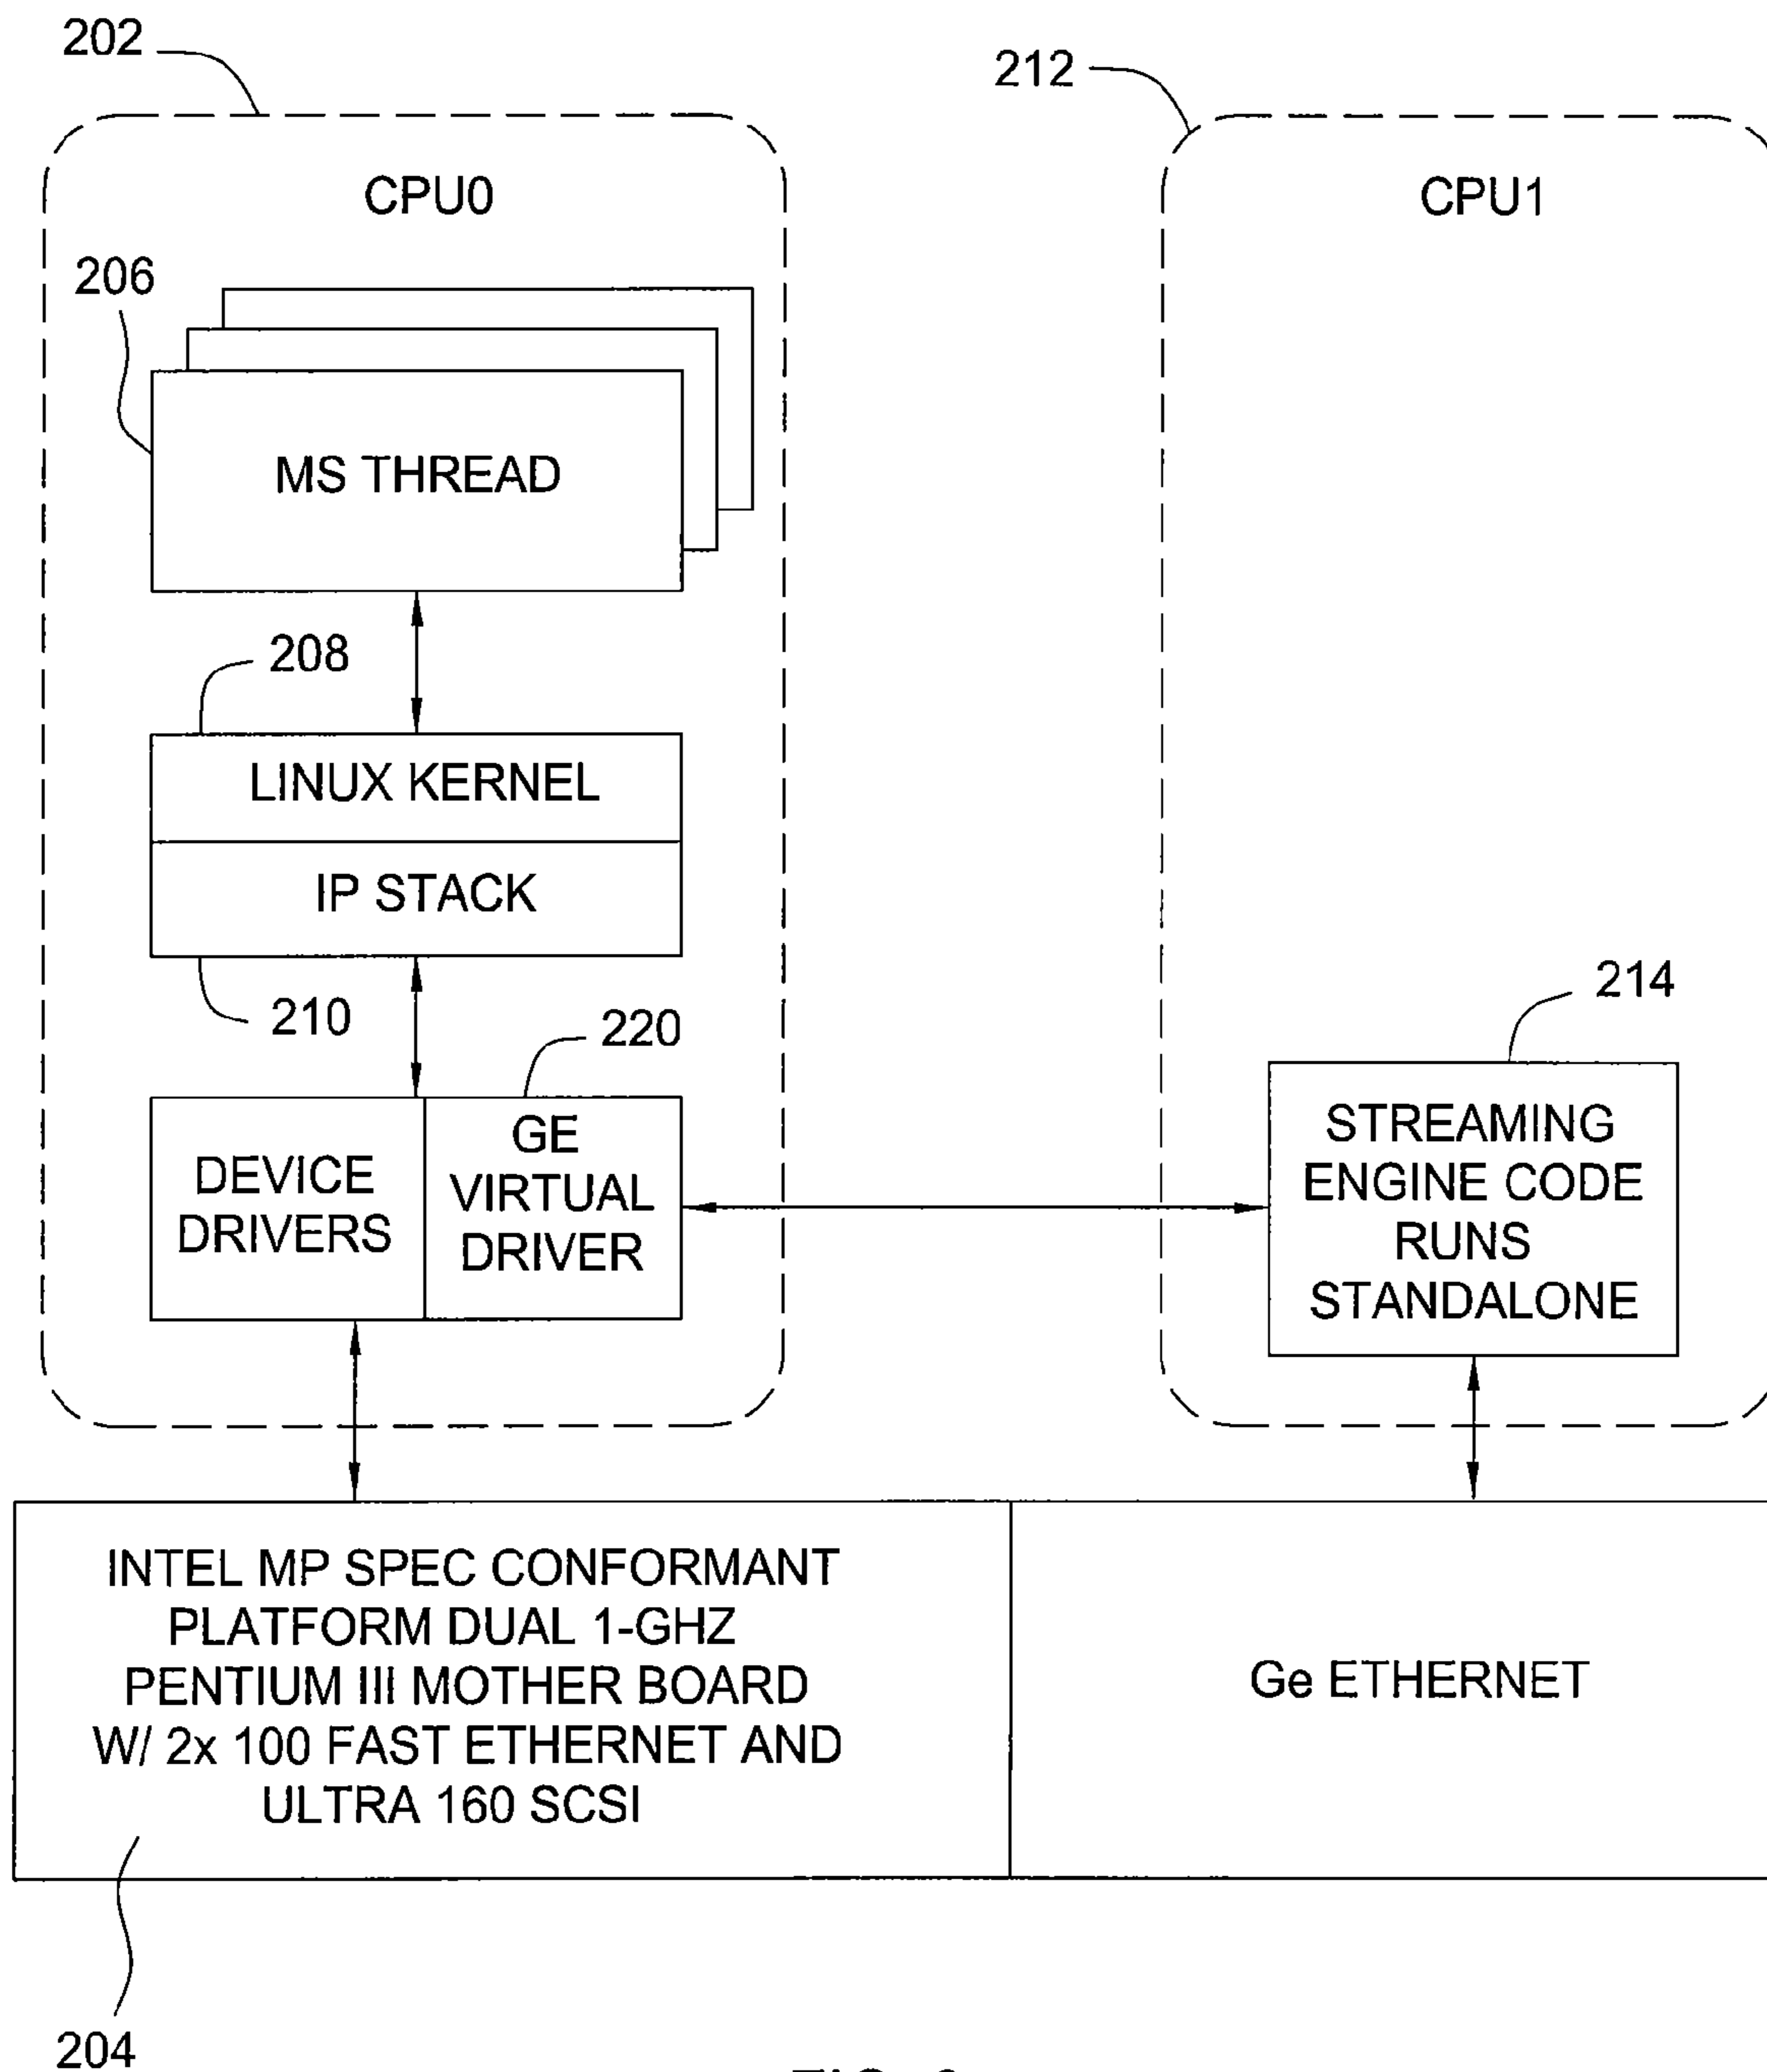 202
212
CPU0
CPU1
206
MS THREAD
208
LINUX KERNEL
IP STACK
210
220
214
DEVICE
DRIVERS
GE
VIRTUAL
DRIVER
STREAMING
ENGINE CODE
RUNS
STANDALONE
INTEL MP SPEC CONFORMANT
PLATFORM DUAL 1-GHZ
PENTIUM III MOTHER BOARD
W/ 2x 100 FAST ETHERNET AND
ULTRA 160 SCSI
Ge ETHERNET
204